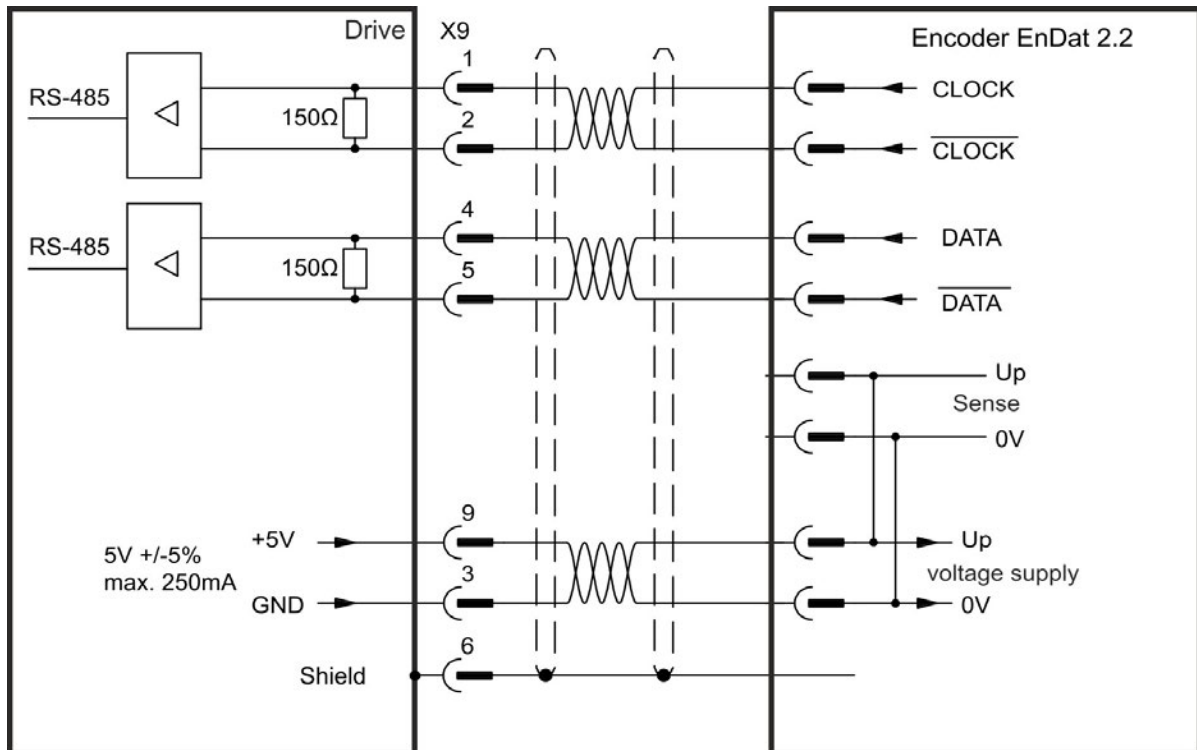 Drive
X9
Encoder EnDat 2.2
1
RS-485
150Ω
CLOCK
2
CLOCK
4
RS-485
150Ω
DATA
5
DATA
Up
Sense
0V
9
+5V
Up
5V +/-5%
max. 250mA
voltage supply
3
GND
0V
6
Shield